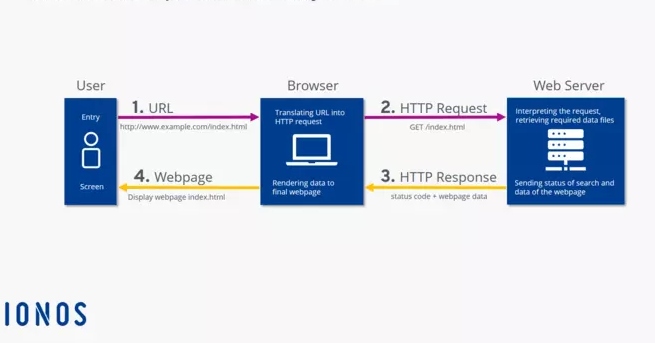 User
Browser
Web Server
Entry
Screen
1. URL
http://www.example.com/index.html
4. Webpage
Display webpage index.html
Translating URL into
HTTP request
Rendering data to
final webpage
2. HTTP Request
GET /index.html
3. HTTP Response
status code + webpage data
Interpreting the request,
retrieving required data files
Sending status of search and
data of the webpage
IONOS